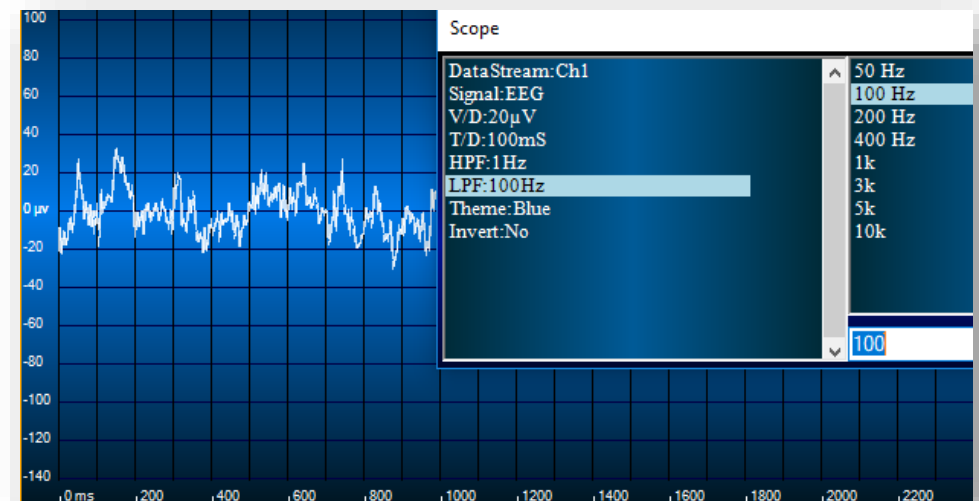 100
80
60
40
20
0 µv
-20
-40
-60
-80
-100
-120
-140
0 ms 200 400 600 800 1000 1200 1400 1600 1800 2000 2200
Scope
DataStream:Ch1
Signal:EEG
V/D:20µV
T/D:100mS
HPF:1Hz
LPF:100Hz
Theme:Blue
Invert:No
50 Hz
100 Hz
200 Hz
400 Hz
1k
3k
5k
10k
100